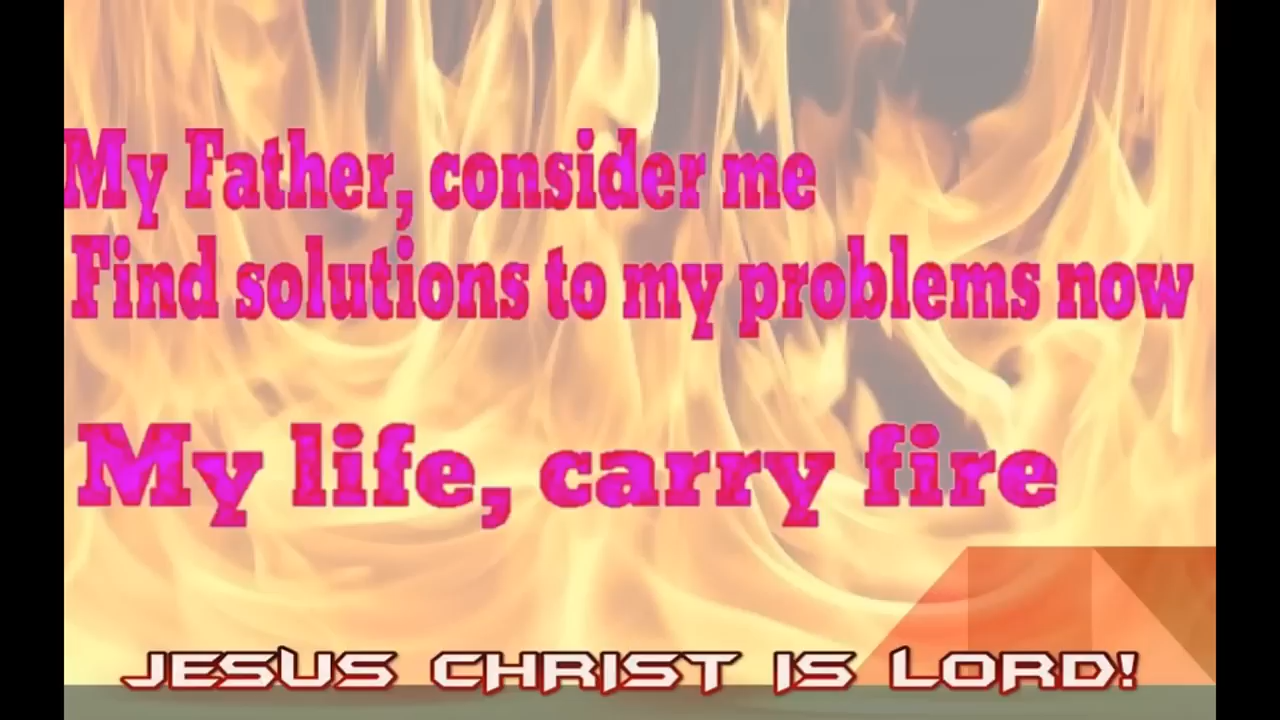 My Father, consider me
Find solutions to my problems now
My life, carry fire
JESUS CHRIST IS LORD!